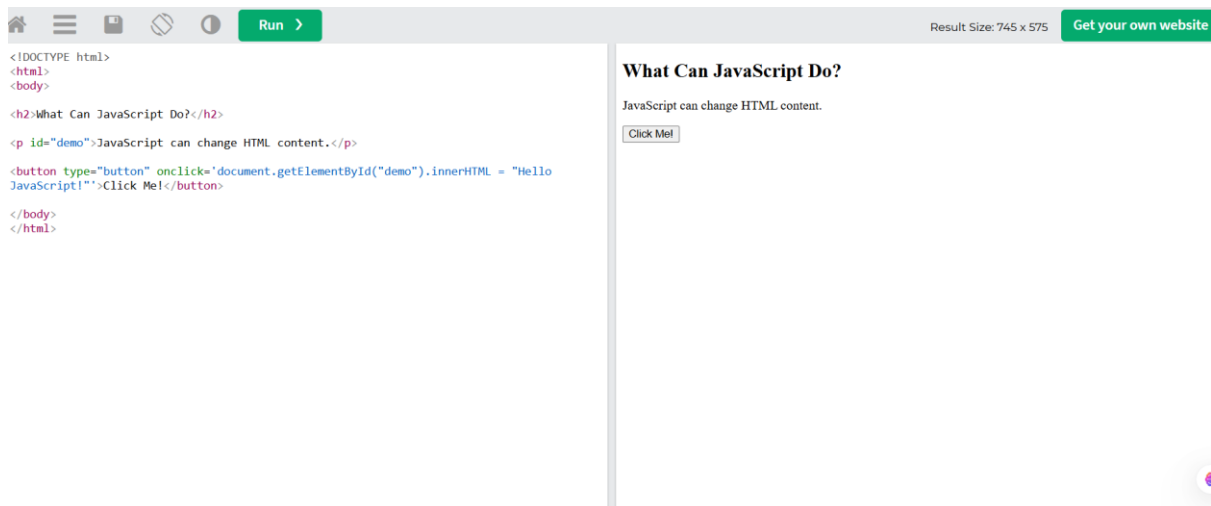 Run ❯
Result Size: 745 x 575
Get your own website
<!DOCTYPE html>
<html>
<body>
<h2>What Can JavaScript Do?</h2>
<p id="demo">JavaScript can change HTML content.</p>
<button type="button" onclick='document.getElementById("demo").innerHTML = "Hello
JavaScript!"'>Click Me!</button>
</body>
</html>
What Can JavaScript Do?
JavaScript can change HTML content.
Click Me!